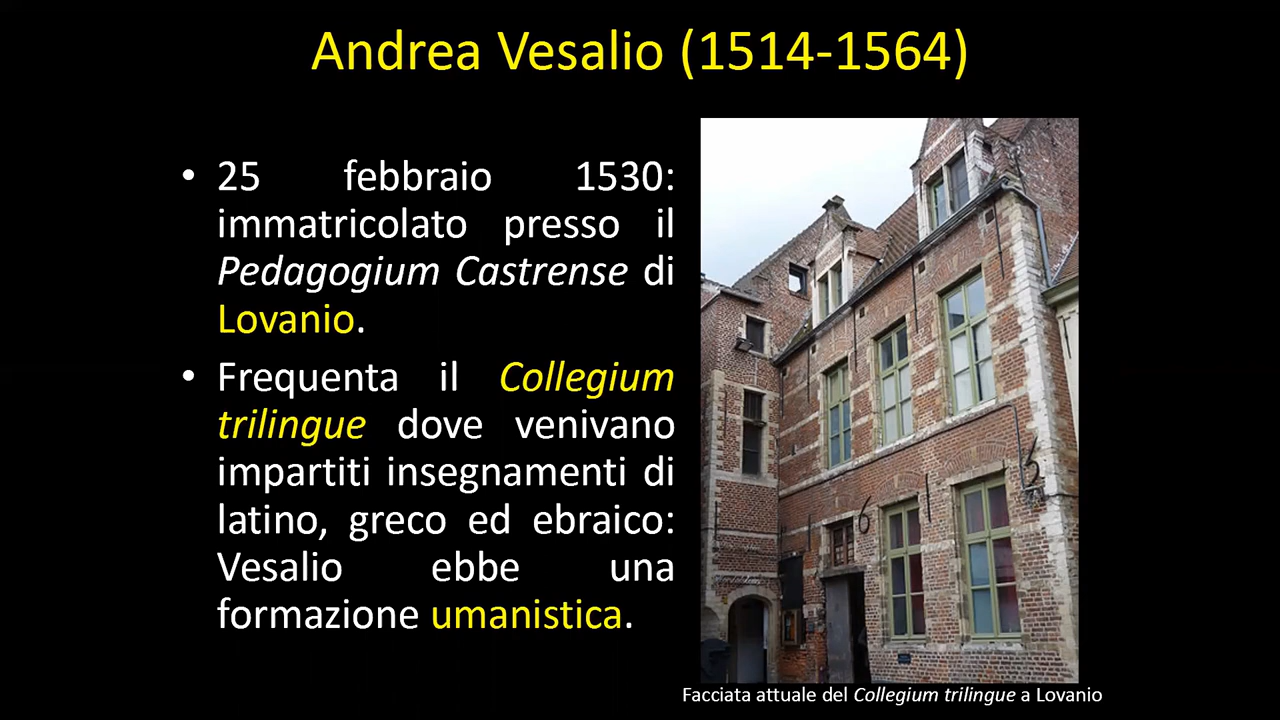 Andrea Vesalio (1514-1564)
• 25 febbraio 1530:
immatricolato presso il
Pedagogium Castrense di
Lovanio.
• Frequenta il Collegium
trilingue dove venivano
impartiti insegnamenti di
latino, greco ed ebraico:
Vesalio ebbe una
formazione umanistica.
Facciata attuale del Collegium trilingue a Lovanio